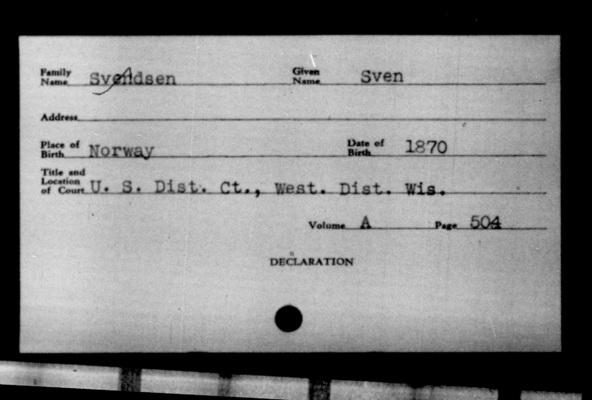 Family Name Svendsen Given Name Sven
Address
Place of Birth Norway Date of Birth 1870
Title and Location of Court U. S. Dist. Ct., West. Dist. Wis.
Volume A Page 504
DECLARATION